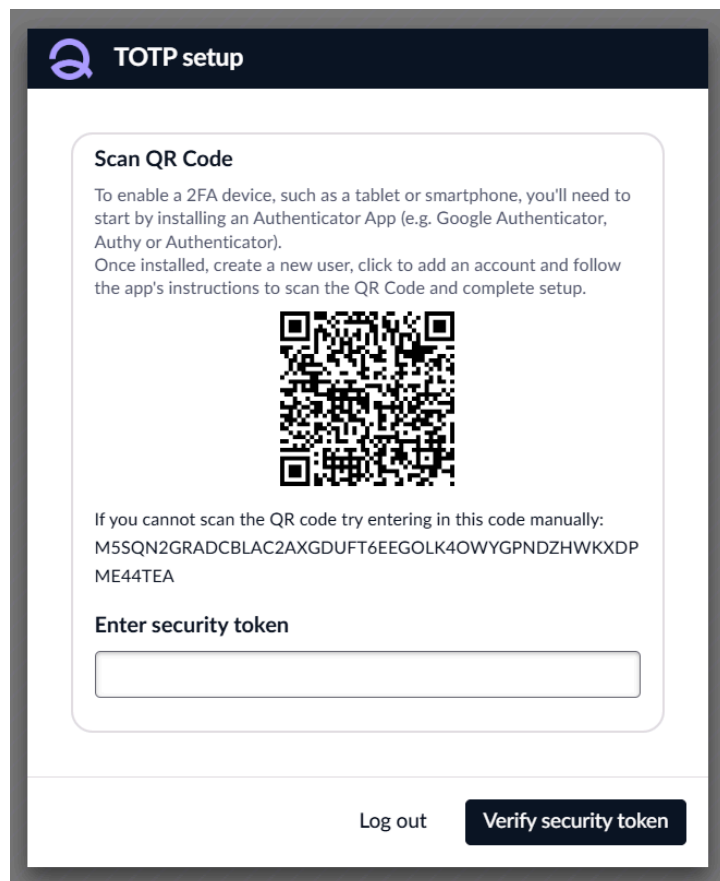 TOTP setup
Scan QR Code
To enable a 2FA device, such as a tablet or smartphone, you'll need to
start by installing an Authenticator App (e.g. Google Authenticator,
Authy or Authenticator).
Once installed, create a new user, click to add an account and follow
the app's instructions to scan the QR Code and complete setup.
If you cannot scan the QR code try entering in this code manually:
M5SQN2GRADCBLAC2AXGDUFT6EEGOLK4OWYGPNDZHWKXDP
ME44TEA
Enter security token
Log out
Verify security token